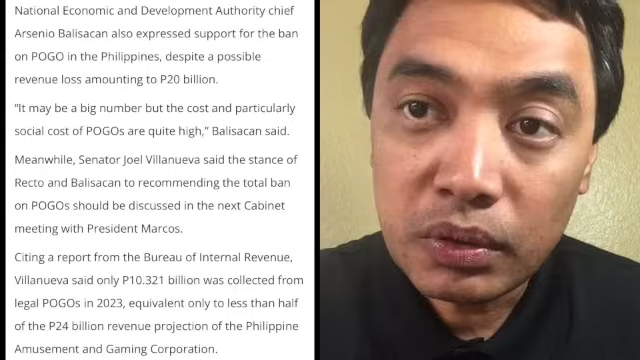 National Economic and Development Authority chief
Arsenio Balisacan also expressed support for the ban
on POGO in the Philippines, despite a possible
revenue loss amounting to P20 billion.
“It may be a big number but the cost and particularly
social cost of POGOs are quite high,” Balisacan said.
Meanwhile, Senator Joel Villanueva said the stance of
Recto and Balisacan to recommending the total ban
on POGOs should be discussed in the next Cabinet
meeting with President Marcos.
Citing a report from the Bureau of Internal Revenue,
Villanueva said only P10.321 billion was collected from
legal POGOs in 2023, equivalent only to less than half
of the P24 billion revenue projection of the Philippine
Amusement and Gaming Corporation.